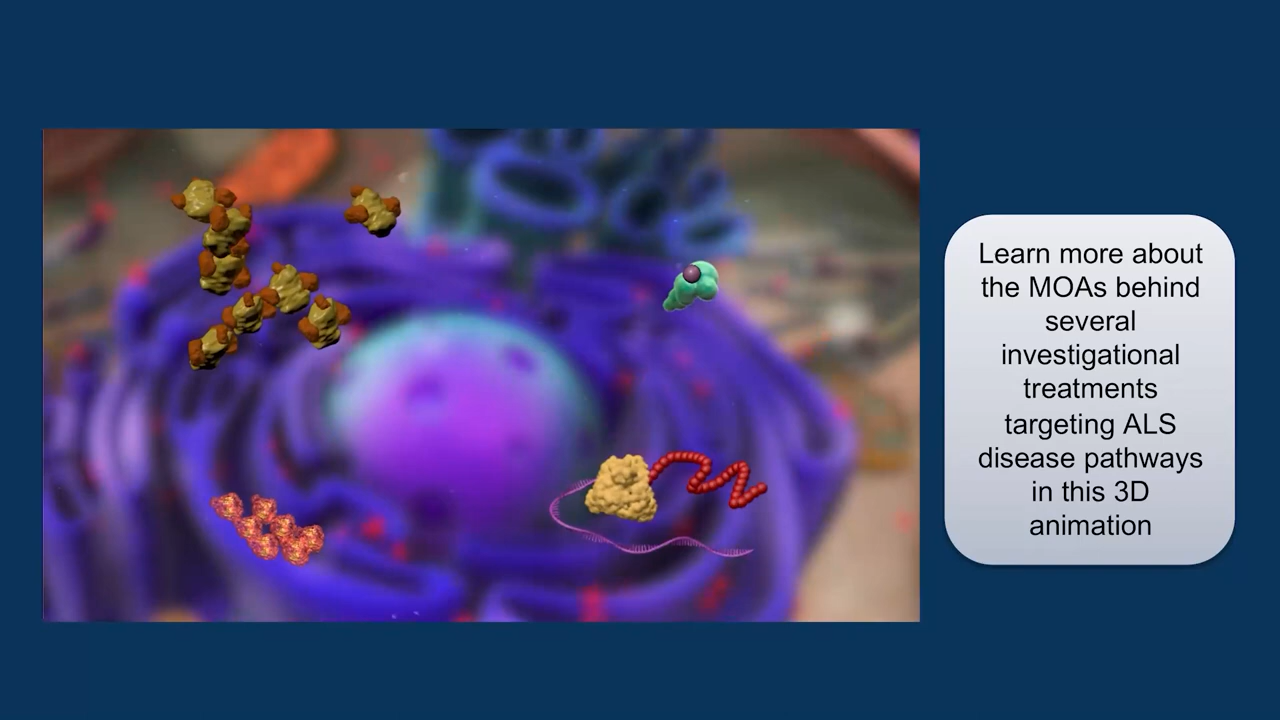 Learn more about
the MOAs behind
several
investigational
treatments
targeting ALS
disease pathways
in this 3D
animation